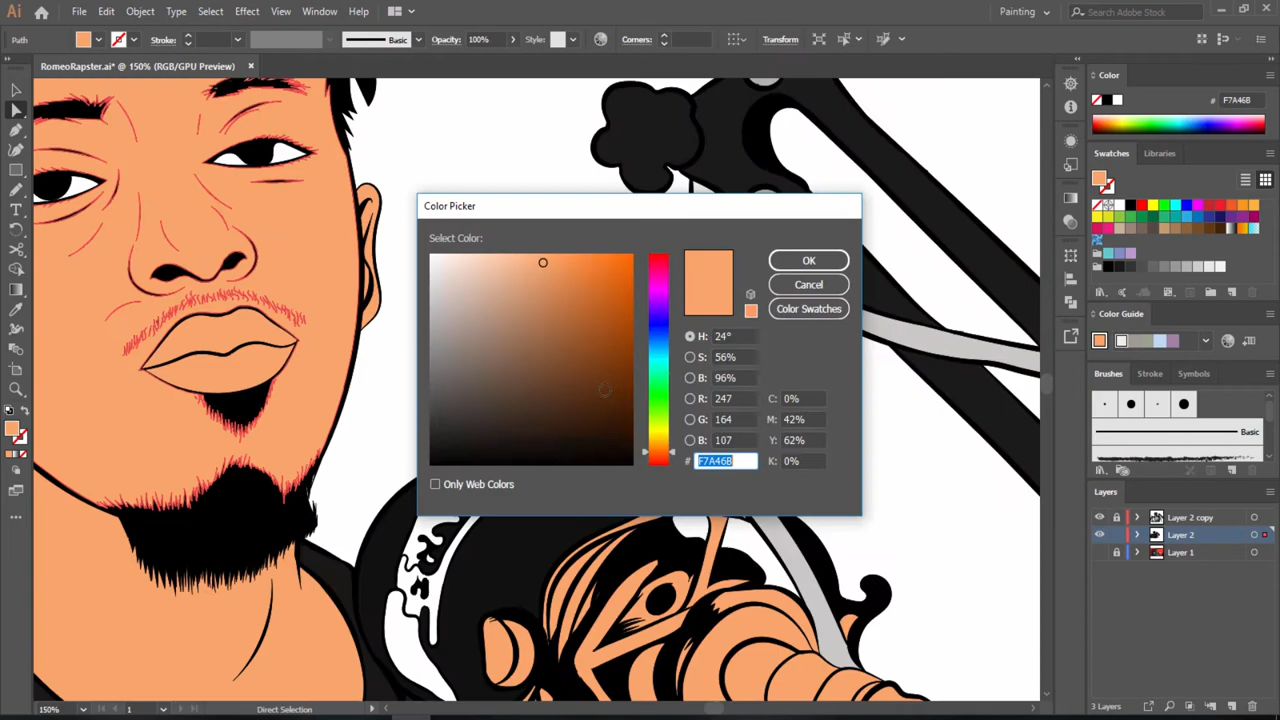 Ai File Edit Object Type Select Effect View Window Help Painting Search Adobe Stock
Path Stroke: Basic Opacity: 100% Style: Corners: Transform
RomeoRapster.ai* @ 150% (RGB/GPU Preview) ×
Color Picker
Select Color:
OK
Cancel
Color Swatches
H: 24°
S: 56%
B: 96%
R: 247 C: 0%
G: 164 M: 42%
B: 107 Y: 62%
# F7A46B K: 0%
Only Web Colors
Color
# F7A46B
Swatches Libraries
Color Guide
Brushes Stroke Symbols
Basic
Layers
Layer 2 copy
Layer 2
Layer 1
3 Layers
150% 1 Direct Selection